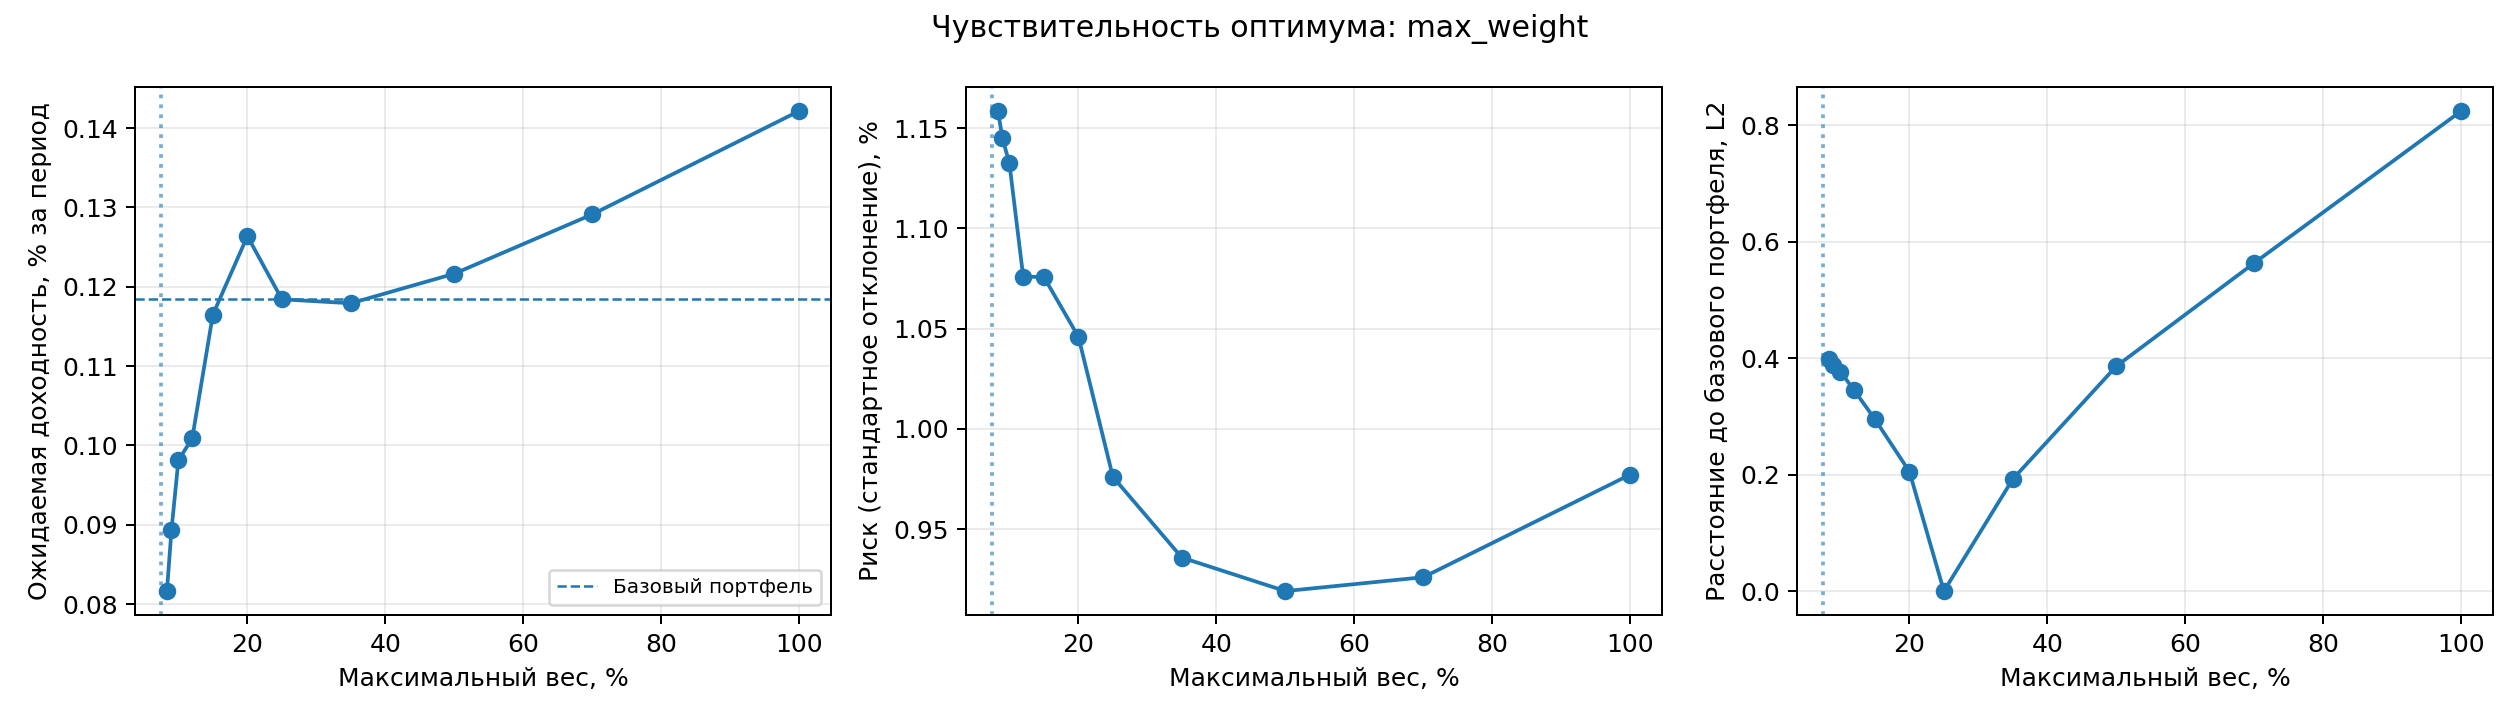 Чувствительность оптимума: max_weight
Ожидаемая доходность, % за период
0.14
0.13
0.12
0.11
0.10
0.09
0.08
Базовый портфель
20 40 60 80 100
Максимальный вес, %
Риск (стандартное отклонение), %
1.15
1.10
1.05
1.00
0.95
20 40 60 80 100
Максимальный вес, %
Расстояние до базового портфеля, L2
0.8
0.6
0.4
0.2
0.0
20 40 60 80 100
Максимальный вес, %